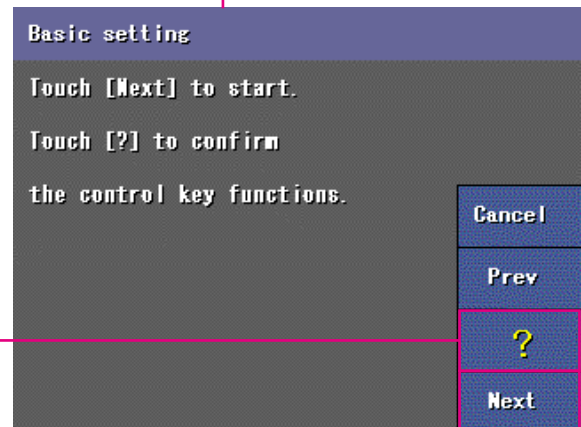 Basic setting
Touch [Next] to start.
Touch [?] to confirm
the control key functions.
Cancel
Prev
?
Next